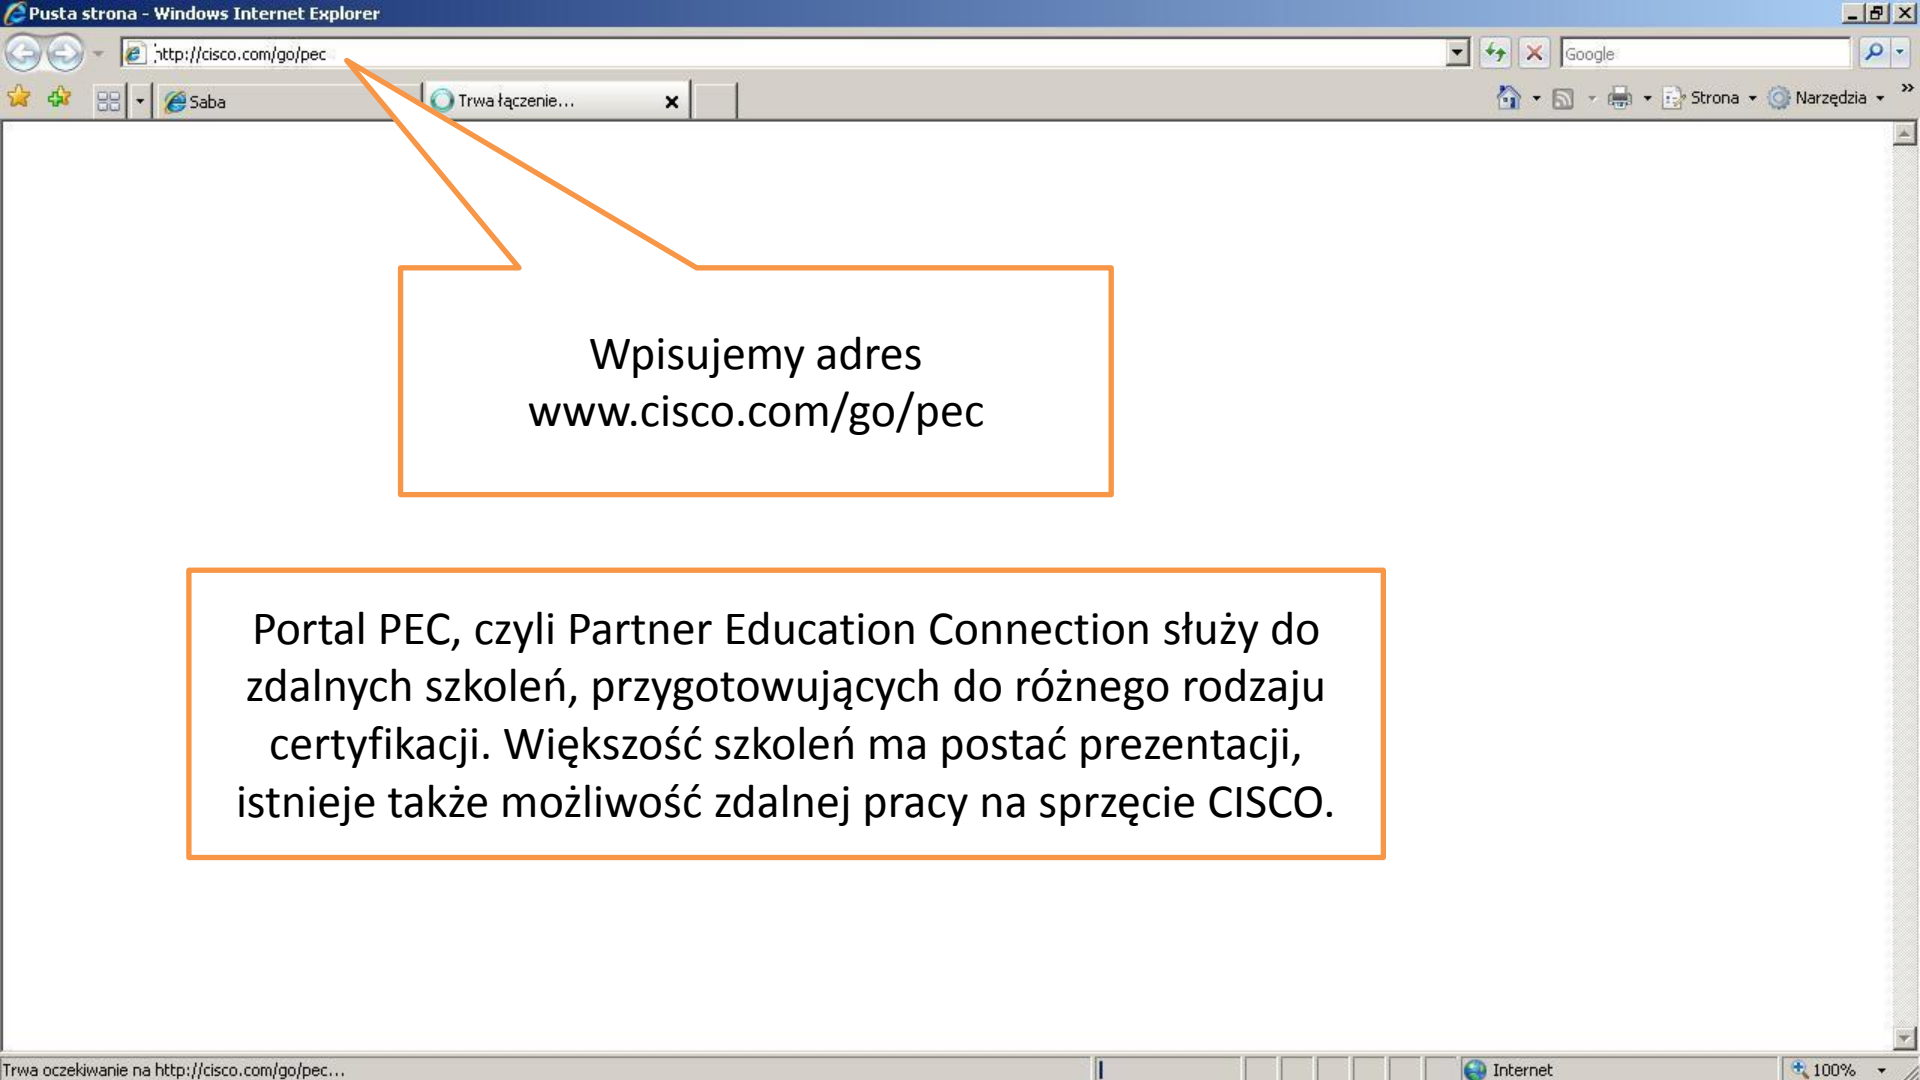 Pusta strona - Windows Internet Explorer
http://cisco.com/go/pec
Google
Saba
Trwa łączenie...
Strona
Narzędzia
Wpisujemy adres
www.cisco.com/go/pec
Portal PEC, czyli Partner Education Connection służy do
zdalnych szkoleń, przygotowujących do różnego rodzaju
certyfikacji. Większość szkoleń ma postać prezentacji,
istnieje także możliwość zdalnej pracy na sprzęcie CISCO.
Trwa oczekiwanie na http://cisco.com/go/pec...
Internet
100%